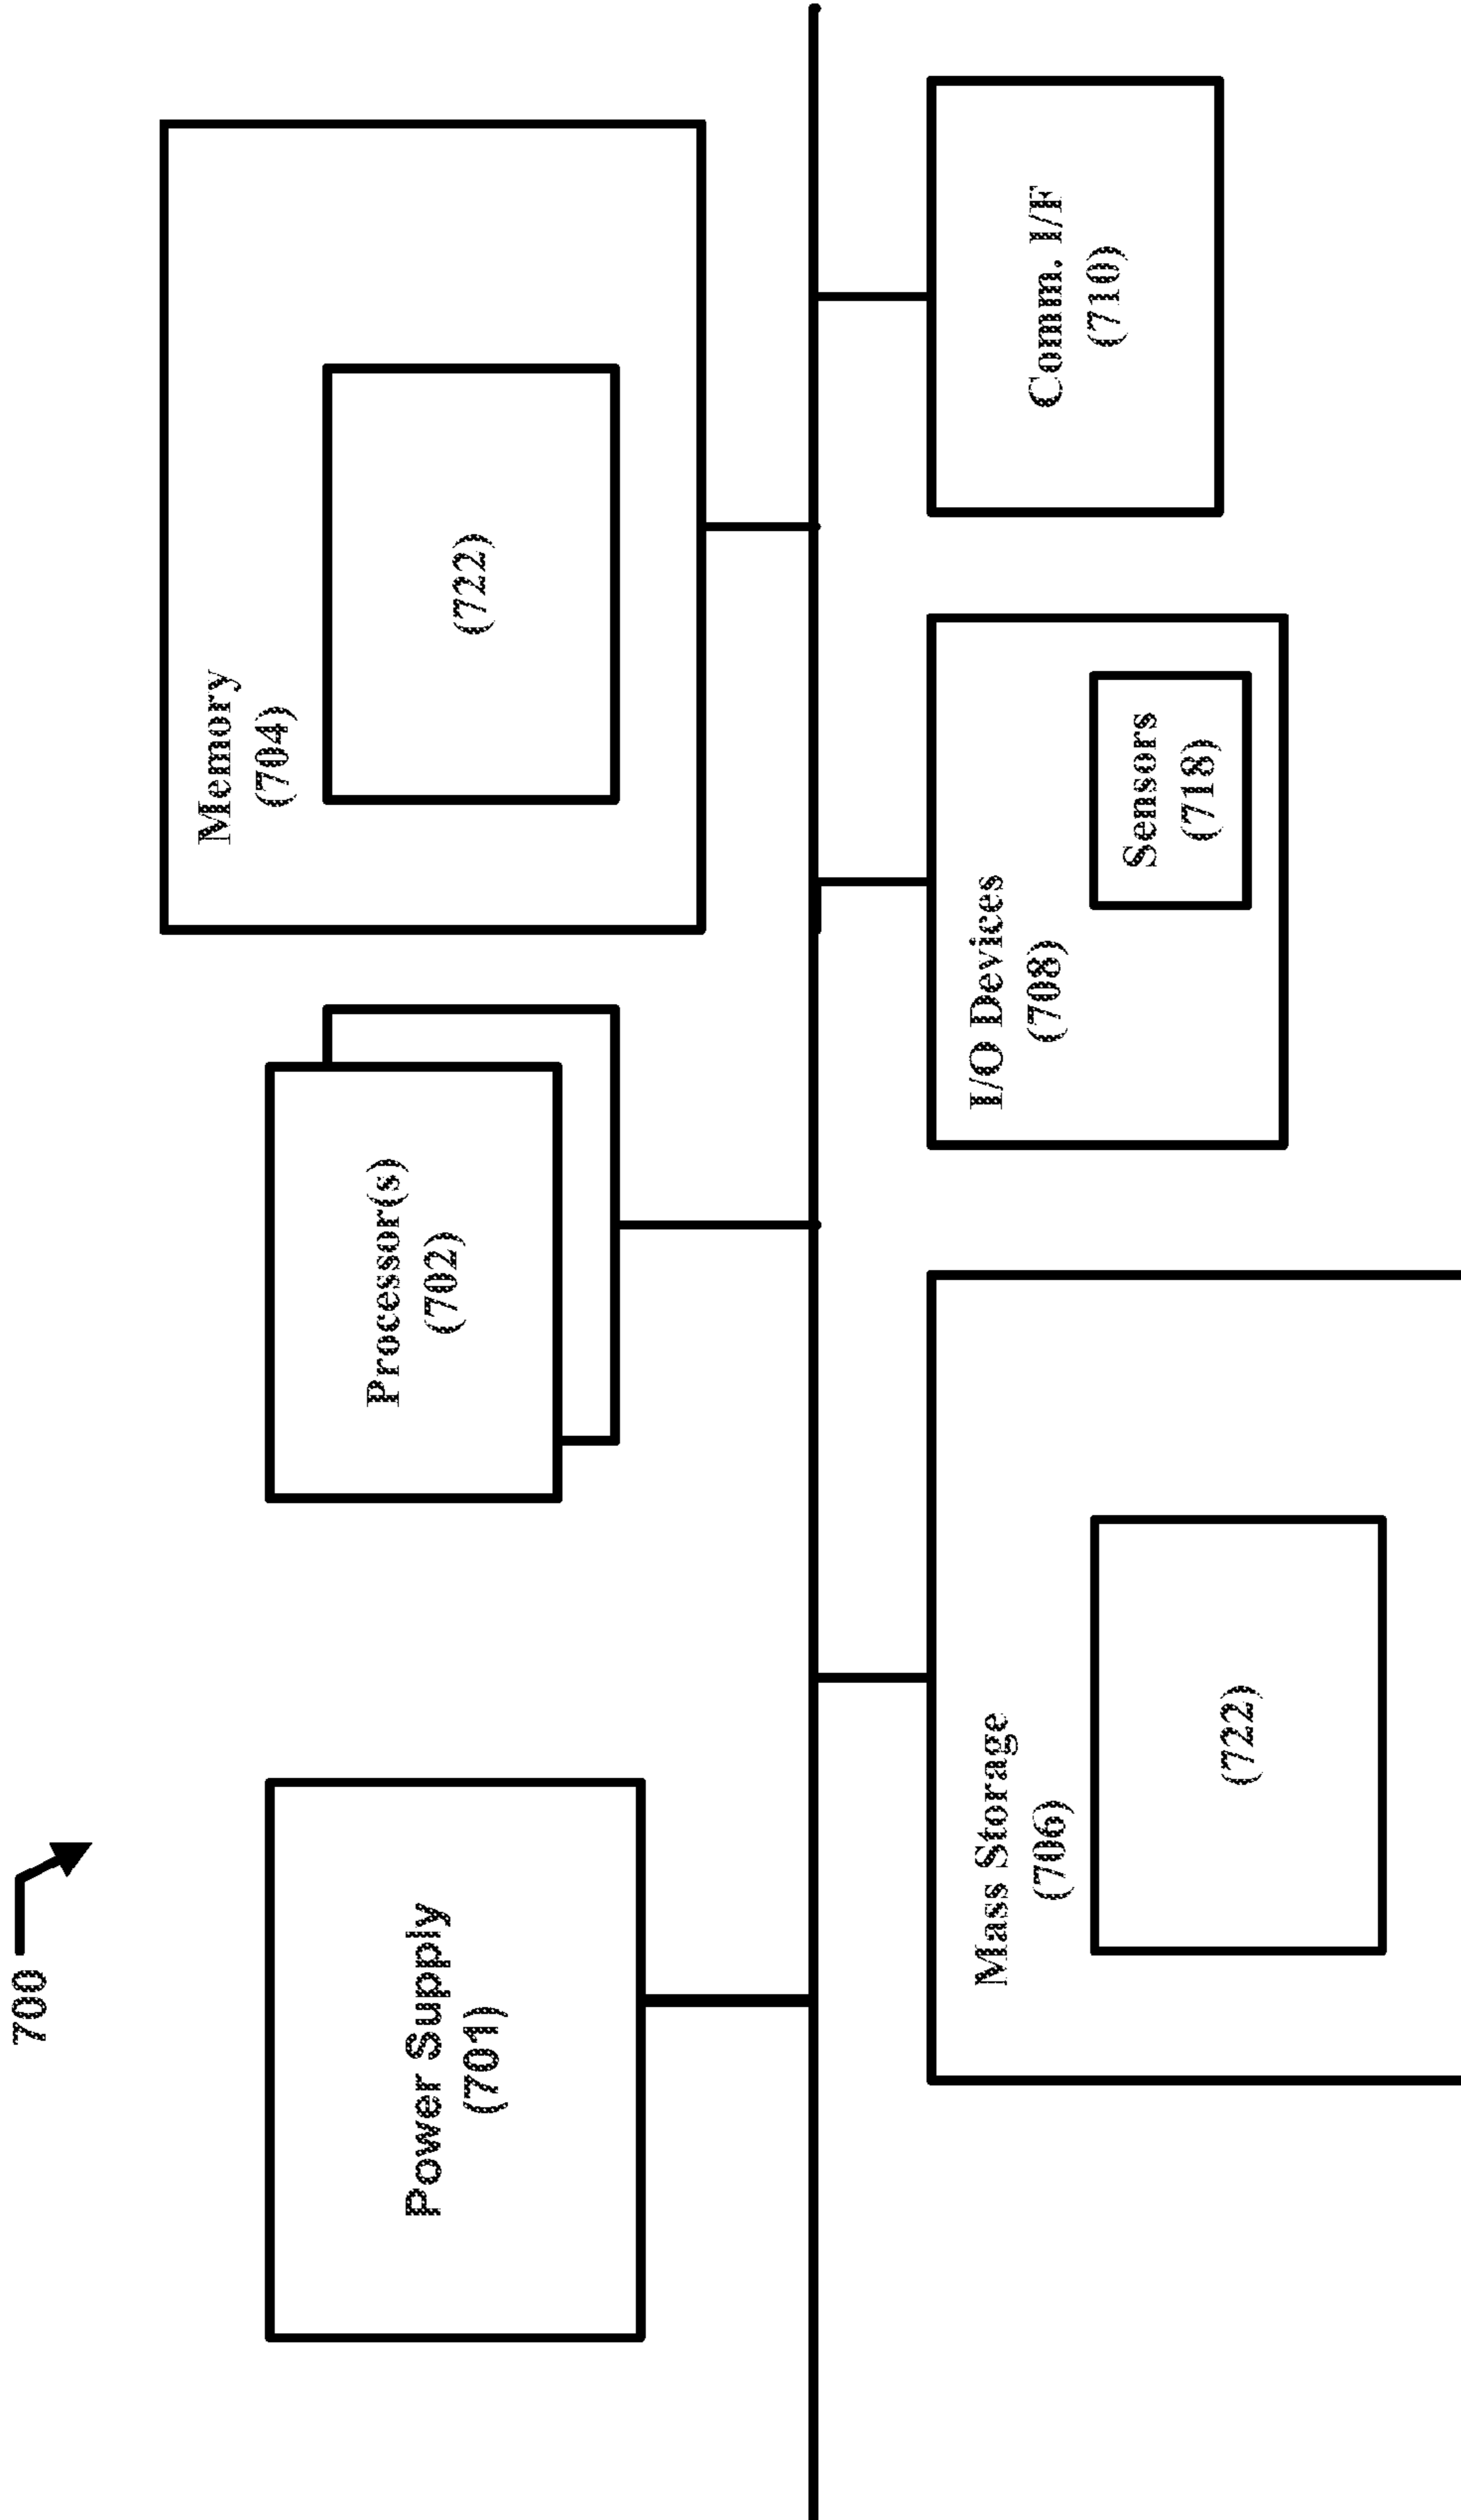 700
Power Supply
(701)
Processor(s)
(702)
Memory
(704)
(722)
Mass Storage
(706)
(722)
I/O Devices
(708)
Sensors
(718)
Comm. I/F
(710)